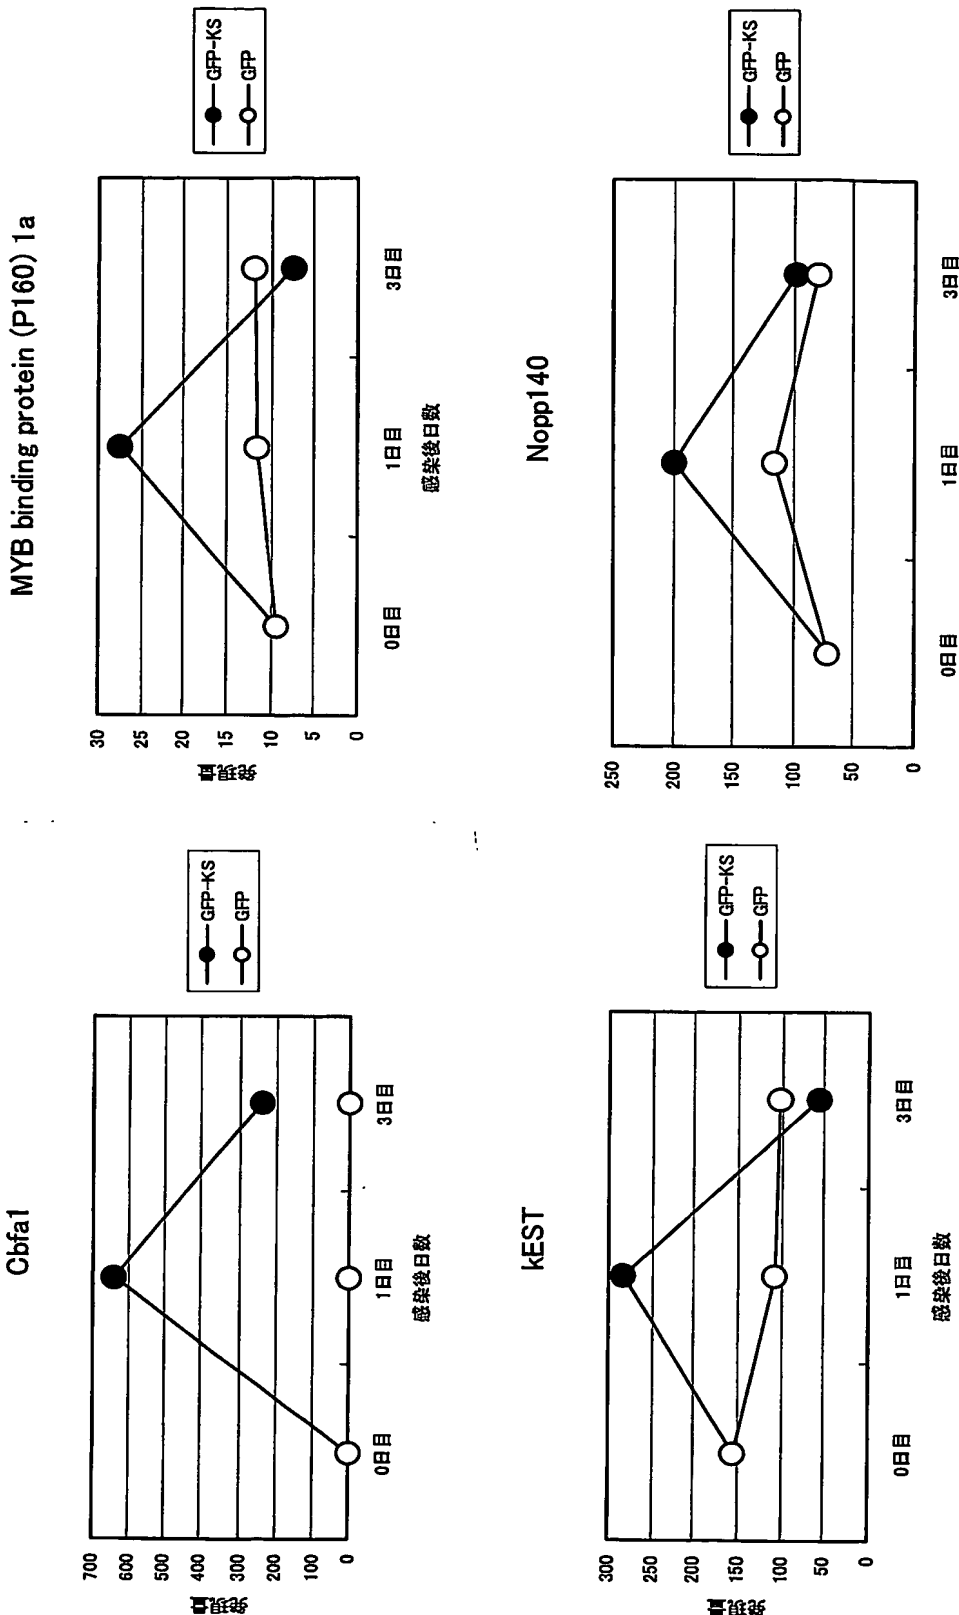 Cbfa1
発現量
700
600
500
400
300
200
100
0
0日目
1日目
3日目
感染後日数
GFP-KS
GFP
MYB binding protein (P160) 1a
発現量
30
25
20
15
10
5
0
0日目
1日目
3日目
感染後日数
GFP-KS
GFP
kEST
発現量
300
250
200
150
100
50
0
0日目
1日目
3日目
感染後日数
GFP-KS
GFP
Nopp140
250
200
150
100
50
0
0日目
1日目
3日目
GFP-KS
GFP